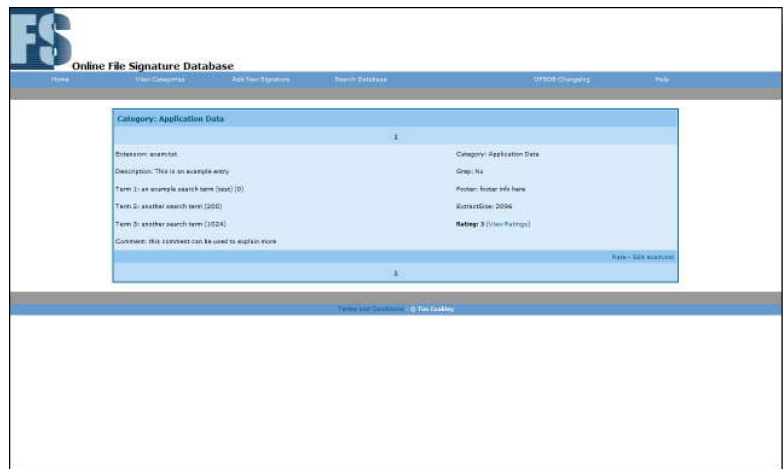 FS
Online File Signature Database
Home View Categories Add New Signature Search Database OFSDB Changelog Help
Category: Application Data
1
Extension: exam:tst Category: Application Data
Description: This is an example entry Grep: No
Term 1: an example search term (test) (0) Footer: footer info here
Term 2: another search term (200) ExtractSize: 2096
Term 3: another search term (1024) Rating: 3 (View Ratings)
Comment: this comment can be used to explain more
Rate - Edit
1
Terms and Conditions - © Tim